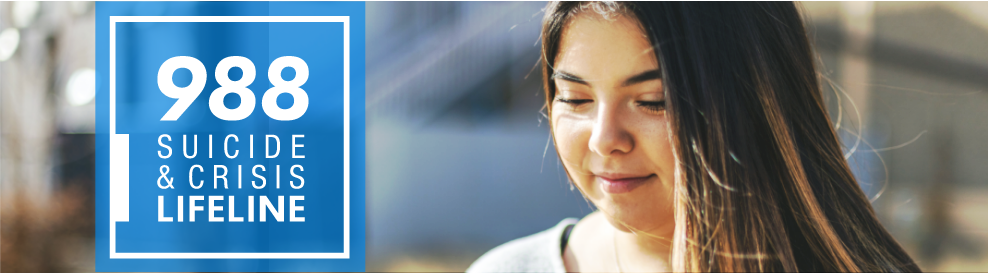 988
SUICIDE
& CRISIS
LIFELINE